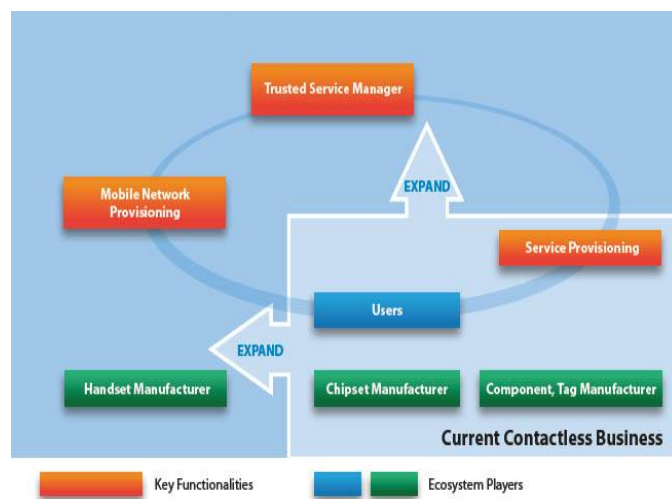 Trusted Service Manager
EXPAND
Mobile Network
Provisioning
Service Provisioning
Users
EXPAND
Handset Manufacturer
Chipset Manufacturer
Component, Tag Manufacturer
Current Contactless Business
Key Functionalities
Ecosystem Players